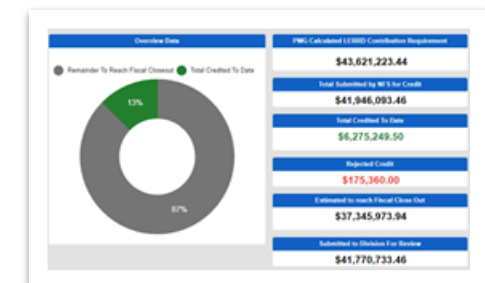 Overview Data
Remainder To Reach Fiscal Closeout
Total Credited To Date
13%
87%
PMG Calculated LERRD Contribution Requirement
$43,621,223.44
Total Submitted by NFS for Credit
$41,946,093.46
Total Credited To Date
$6,275,249.50
Rejected Credit
$175,360.00
Estimated to reach Fiscal Close Out
$37,345,973.94
Submitted to Division For Review
$41,770,733.46